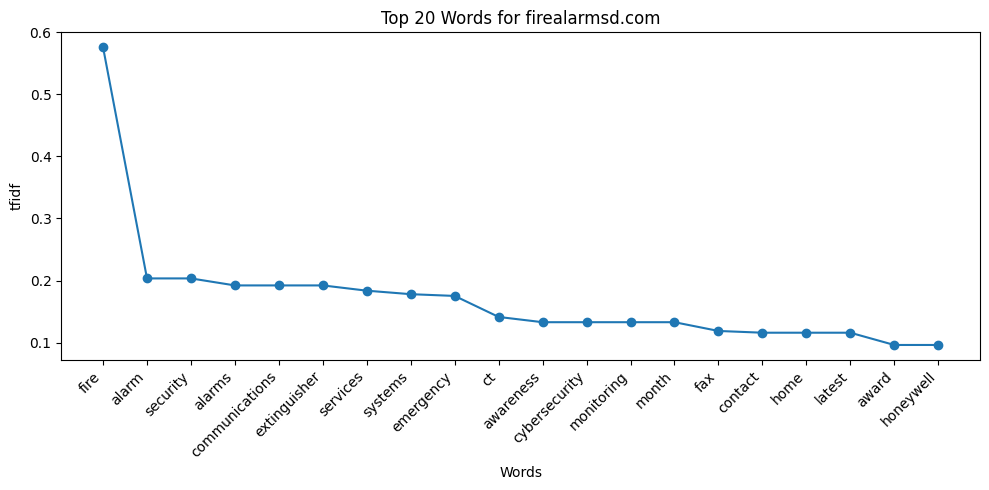 Top 20 Words for firealarmsd.com
tfidf
0.6
0.5
0.4
0.3
0.2
0.1
fire
alarm
security
alarms
communications
extinguisher
services
systems
emergency
ct
awareness
cybersecurity
monitoring
month
fax
contact
home
latest
award
honeywell
Words